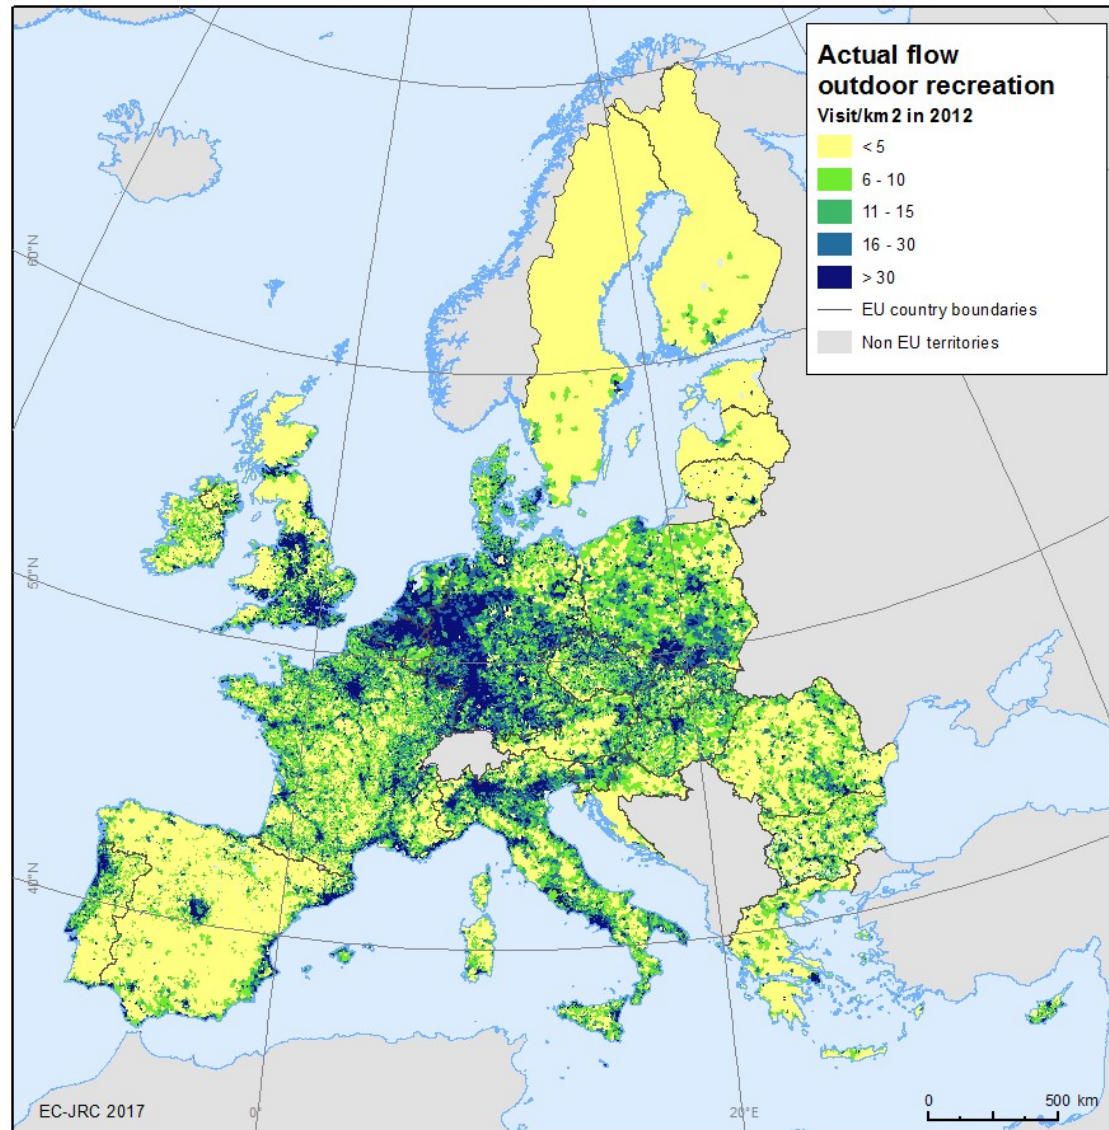 Actual flow
outdoor recreation
Visit/km2 in 2012
< 5
6 - 10
11 - 15
16 - 30
> 30
EU country boundaries
Non EU territories
60°N
50°N
40°N
EC-JRC 2017
0°
20°E
0 500 km